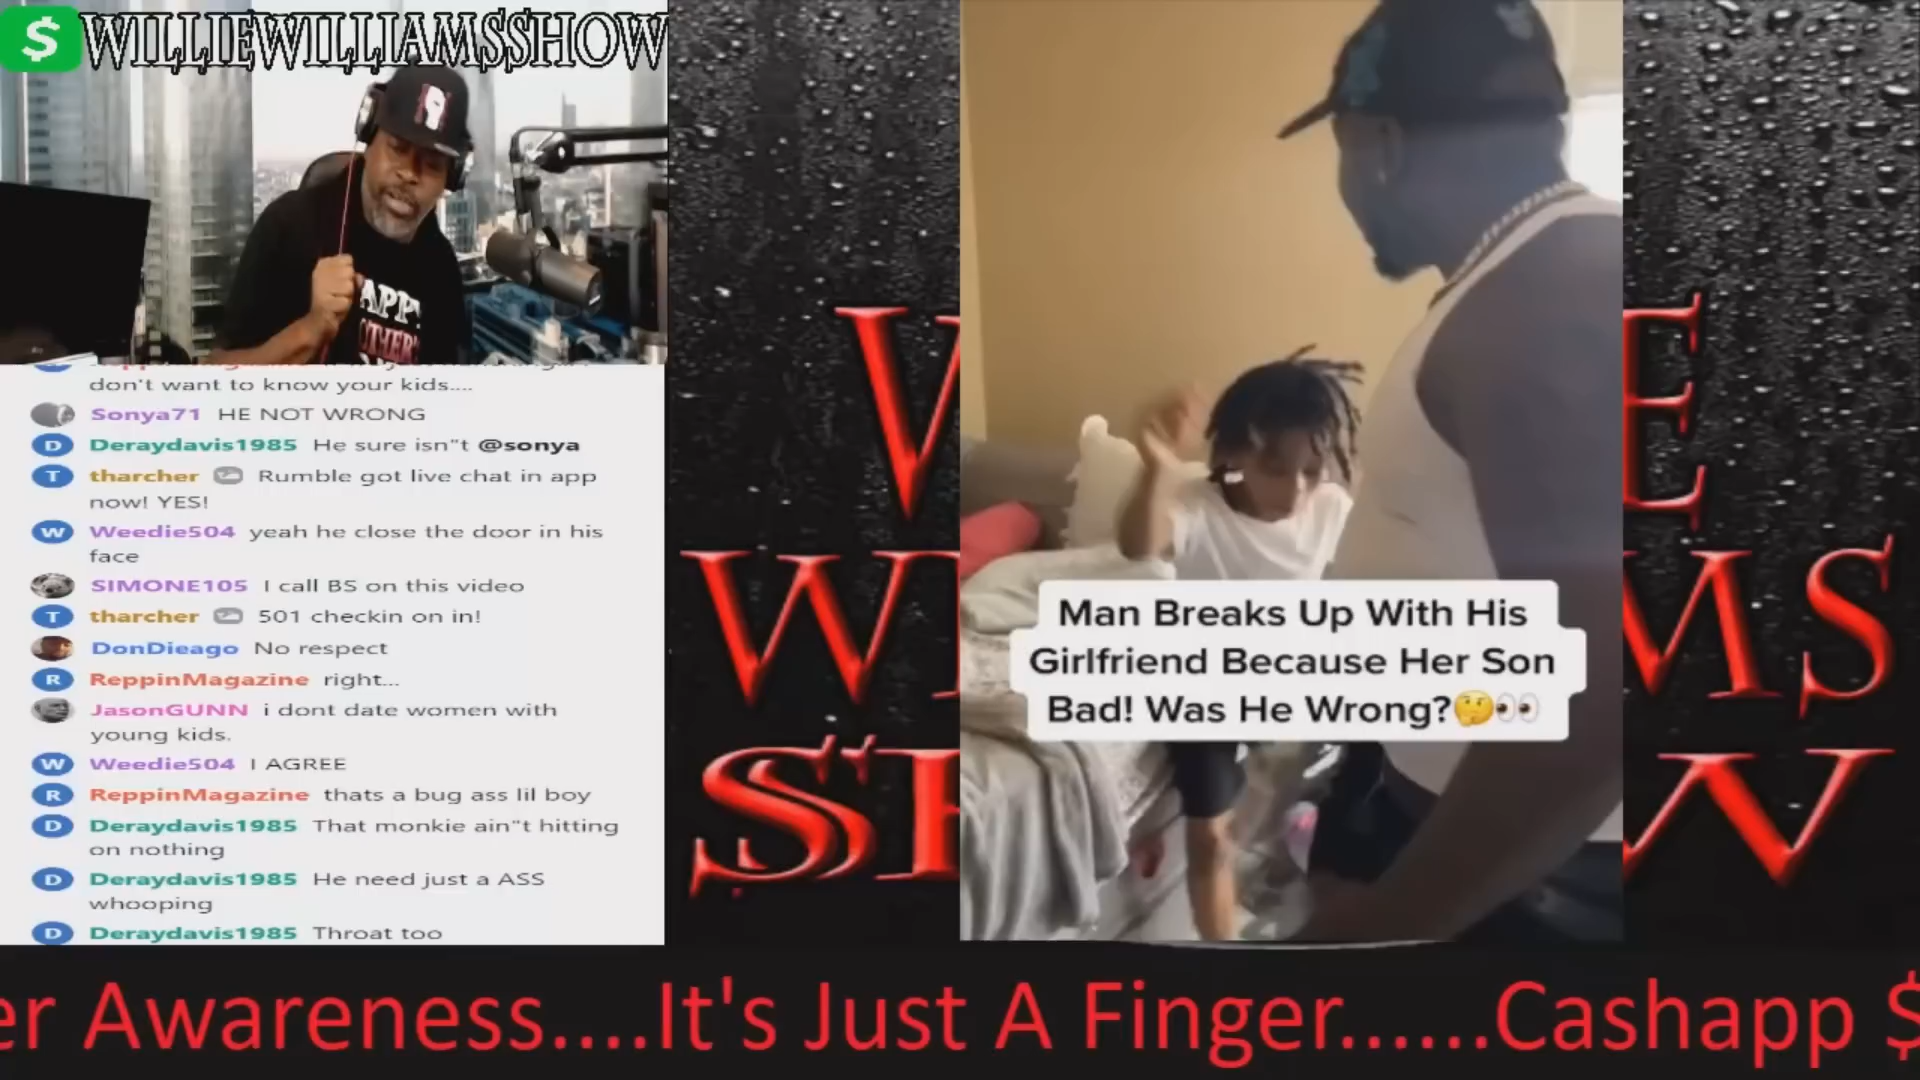 $ WILLIEWILLIAMSSHOW
APPY
OTHER'
don't want to know your kids....
Sonya71 HE NOT WRONG
Deraydavis1985 He sure isn"t @sonya
tharcher Rumble got live chat in app
now! YES!
Weedie504 yeah he close the door in his
face
SIMONE105 I call BS on this video
tharcher 501 checkin on in!
DonDieago No respect
ReppinMagazine right...
JasonGUNN i dont date women with
young kids.
Weedie504 I AGREE
ReppinMagazine thats a bug ass lil boy
Deraydavis1985 That monkie ain"t hitting
on nothing
Deraydavis1985 He need just a ASS
whooping
Deraydavis1985 Throat too
Man Breaks Up With His
Girlfriend Because Her Son
Bad! Was He Wrong?🤔👀
er Awareness....It's Just A Finger......Cashapp $